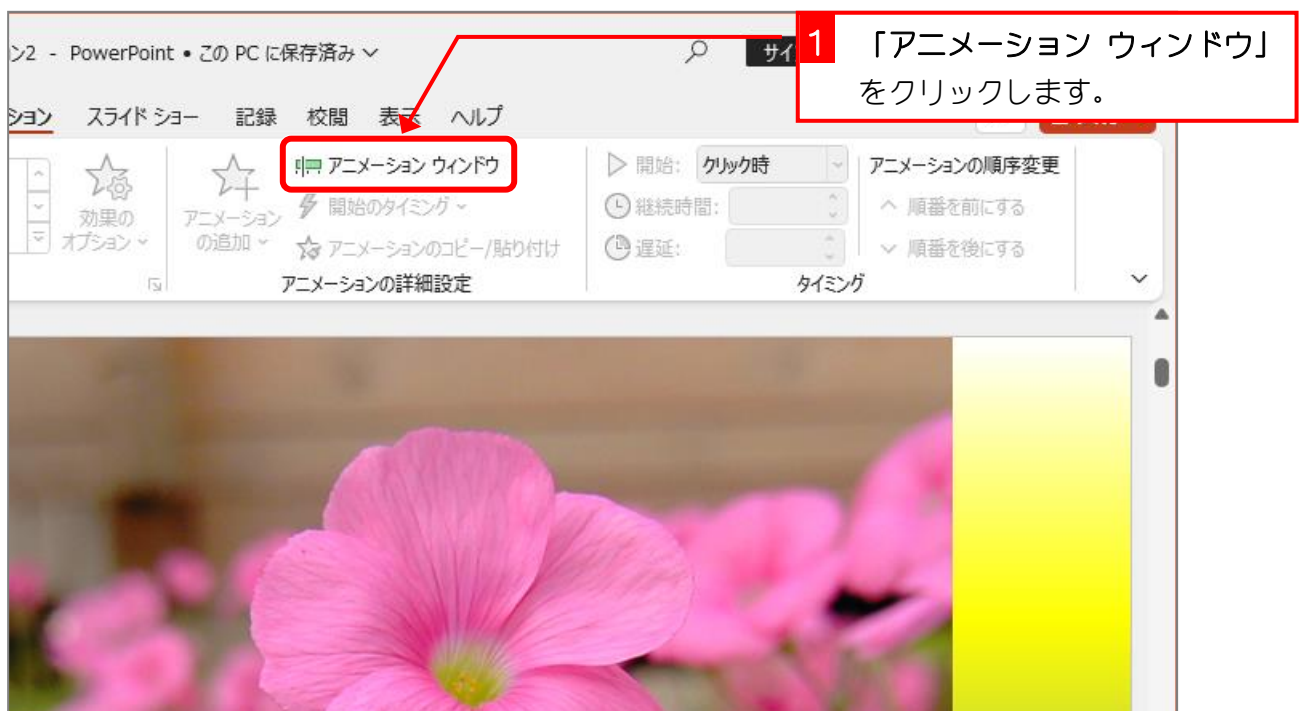 ン2 - PowerPoint • この PC に保存済み
1 「アニメーション ウィンドウ」
をクリックします。
ション スライド ショー 記録 校閲 表示 ヘルプ
効果の
オプション
アニメーション
の追加
アニメーション ウィンドウ
開始のタイミング
アニメーションのコピー/貼り付け
アニメーションの詳細設定
開始: クリック時
継続時間:
遅延:
アニメーションの順序変更
順番を前にする
順番を後にする
タイミング